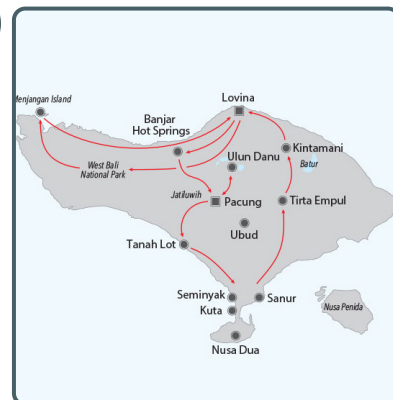 Menjangan Island
Lovina
Banjar
Hot Springs
Kintamani
Ulun Danu
Batur
West Bali
National Park
Jatiluwih
Pacung
Tirta Empul
Ubud
Tanah Lot
Seminyak
Sanur
Kuta
Nusa Penida
Nusa Dua